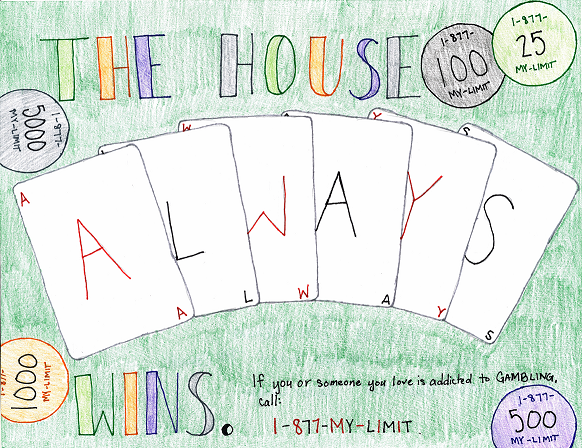 THE HOUSE
1-877-
100
MY-LIMIT
1-877-
25
MY-LIMIT
1-877-
5000
MY-LIMIT
A
A
A
L
L
W
W
W
A
A
Y
Y
Y
S
S
S
1-877-
1000
MY-LIMIT
WINS.
If you or someone you love is addicted to GAMBLING,
call:
1-877-MY-LIMIT
1-877-
500
MY-LIMIT